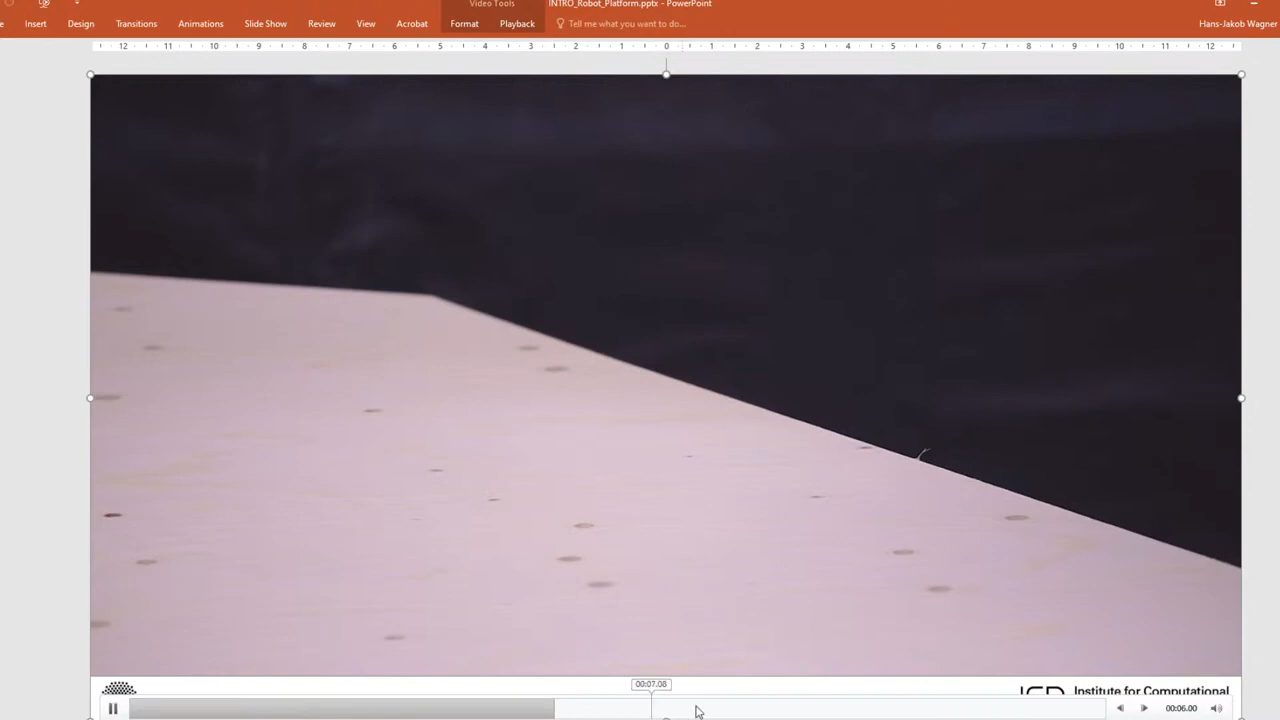 Video Tools
INTRO_Robot_Platform.pptx - PowerPoint
Insert Design Transitions Animations Slide Show Review View Acrobat Format Playback Tell me what you want to do... Hans-Jakob Wagner
12 11 10 9 8 7 6 5 4 3 2 1 0 1 2 3 4 5 6 7 8 9 10 11 12
00:07.08
Institute for Computational
00:06.00